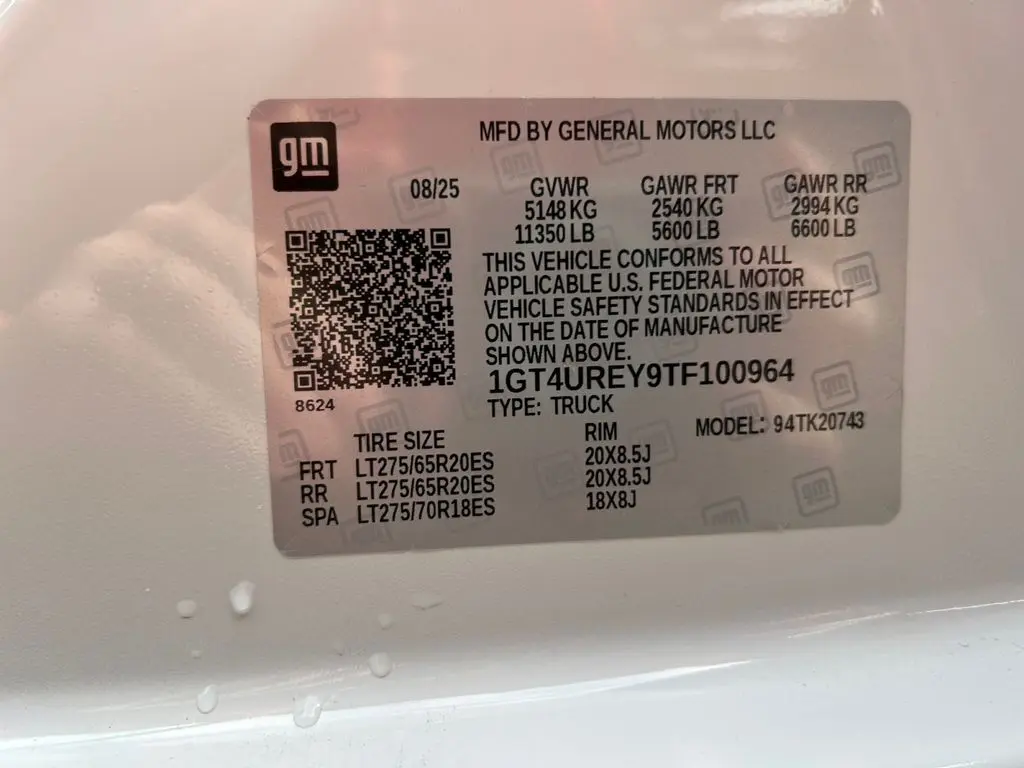 gm
MFD BY GENERAL MOTORS LLC
08/25 GVWR GAWR FRT GAWR RR
5148 KG 2540 KG 2994 KG
11350 LB 5600 LB 6600 LB
THIS VEHICLE CONFORMS TO ALL
APPLICABLE U.S. FEDERAL MOTOR
VEHICLE SAFETY STANDARDS IN EFFECT
ON THE DATE OF MANUFACTURE
SHOWN ABOVE.
1GT4UREY9TF100964
8624
TYPE: TRUCK
MODEL: 94TK20743
TIRE SIZE RIM
FRT LT275/65R20ES 20X8.5J
RR LT275/65R20ES 20X8.5J
SPA LT275/70R18ES 18X8J